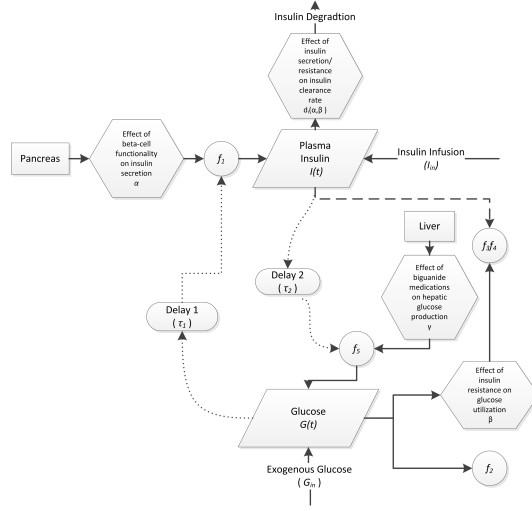 Insulin Degradtion
Effect of
insulin
secretion/
resistance
on insulin
clearance
rate
dᵢ(α,β )
Pancreas
Effect of
beta-cell
functionality
on insulin
secretion
α
f₁
Plasma
Insulin
I(t)
Insulin Infusion
(Iᵢₙ)
Liver
f₃f₄
Delay 2
( τ₂ )
Effect of
biguanide
medications
on hepatic
glucose
production
γ
Delay 1
( τ₁ )
f₅
Effect of
insulin
resistance on
glucose
utilization
β
Glucose
G(t)
f₂
Exogenous Glucose
( Gᵢₙ )